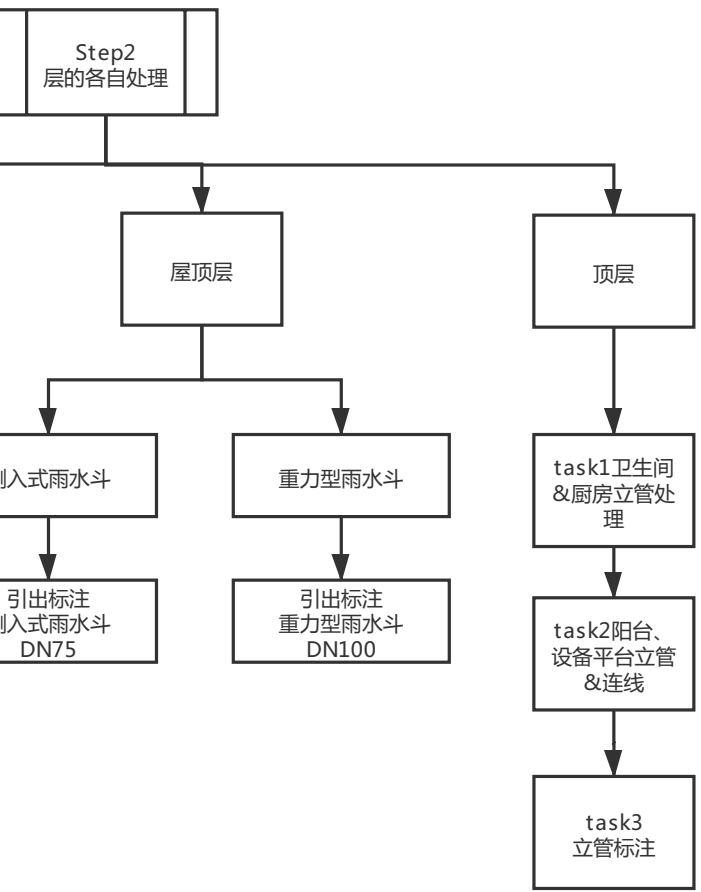 Step2
层的各自处理
屋顶层
顶层
入式雨水斗
重力型雨水斗
task1卫生间
&厨房立管处
理
引出标注
入式雨水斗
DN75
引出标注
重力型雨水斗
DN100
task2阳台、
设备平台立管
&连线
task3
立管标注